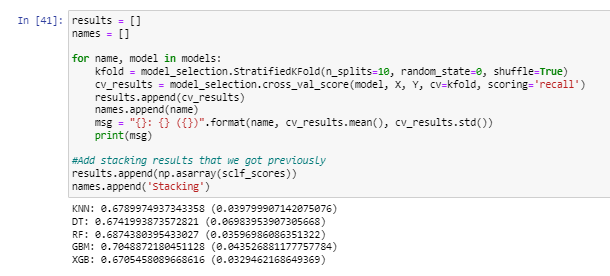 In [41]: results = []
names = []
for name, model in models:
kfold = model_selection.StratifiedKFold(n_splits=10, random_state=0, shuffle=True)
cv_results = model_selection.cross_val_score(model, X, Y, cv=kfold, scoring='recall')
results.append(cv_results)
names.append(name)
msg = "{}: {} ({})".format(name, cv_results.mean(), cv_results.std())
print(msg)
#Add stacking results that we got previously
results.append(np.asarray(sclf_scores))
names.append('Stacking')
KNN: 0.6789974937343358 (0.039799907142075076)
DT: 0.6741993873572821 (0.06983953907305668)
RF: 0.6874380395433027 (0.03596986086351322)
GBM: 0.7048872180451128 (0.043526881177757784)
XGB: 0.6705458089668616 (0.0329462168649369)